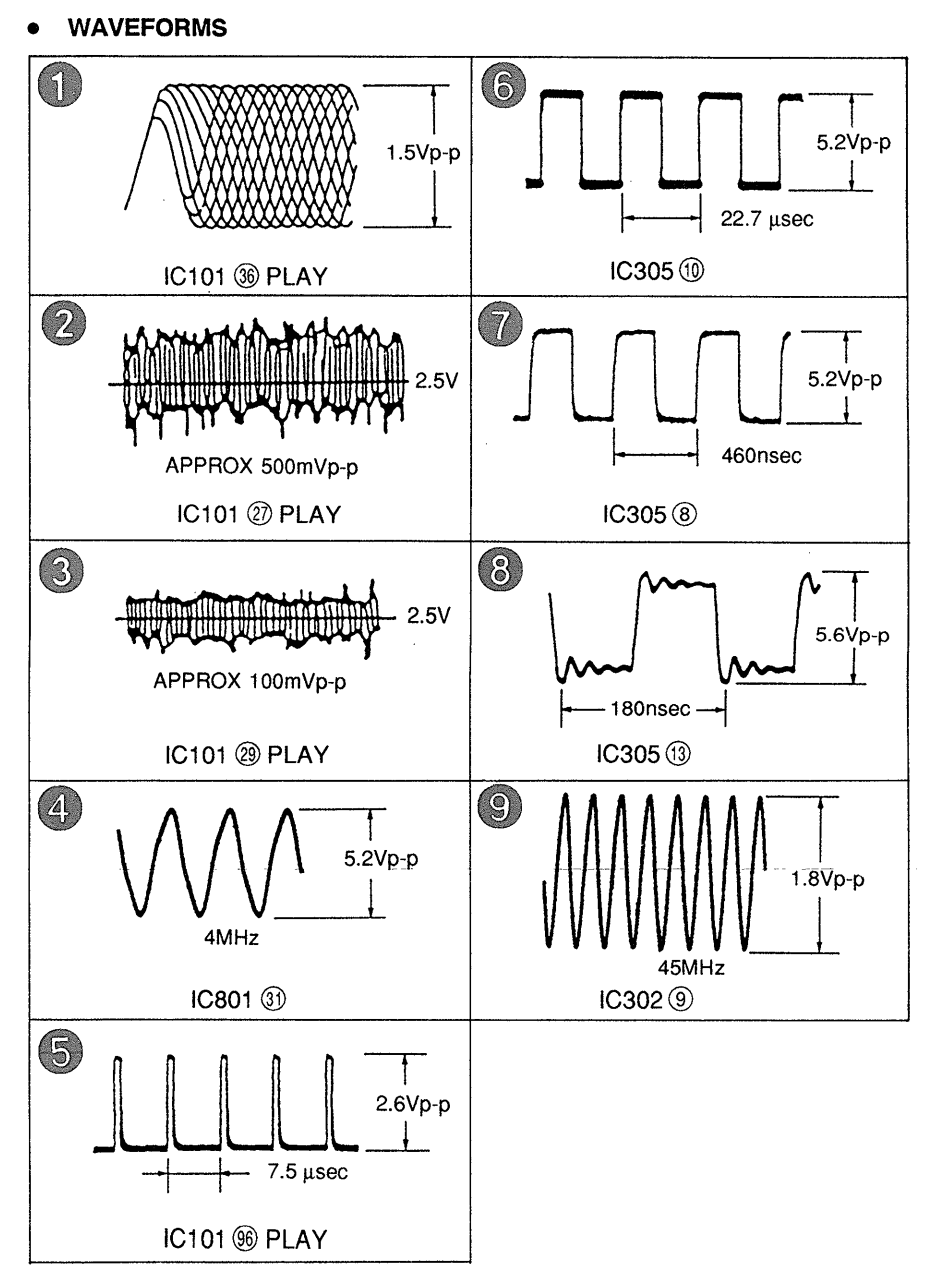 • WAVEFORMS
1
1.5Vp-p
IC101 ㊱ PLAY
2
2.5V
APPROX 500mVp-p
IC101 ㉗ PLAY
3
2.5V
APPROX 100mVp-p
IC101 ㉙ PLAY
4
5.2Vp-p
4MHz
IC801 ㉛
5
2.6Vp-p
7.5 μsec
IC101 (96) PLAY
6
5.2Vp-p
22.7 μsec
IC305 ⑩
7
5.2Vp-p
460nsec
IC305 ⑧
8
5.6Vp-p
180nsec
IC305 ⑬
9
1.8Vp-p
45MHz
IC302 ⑨